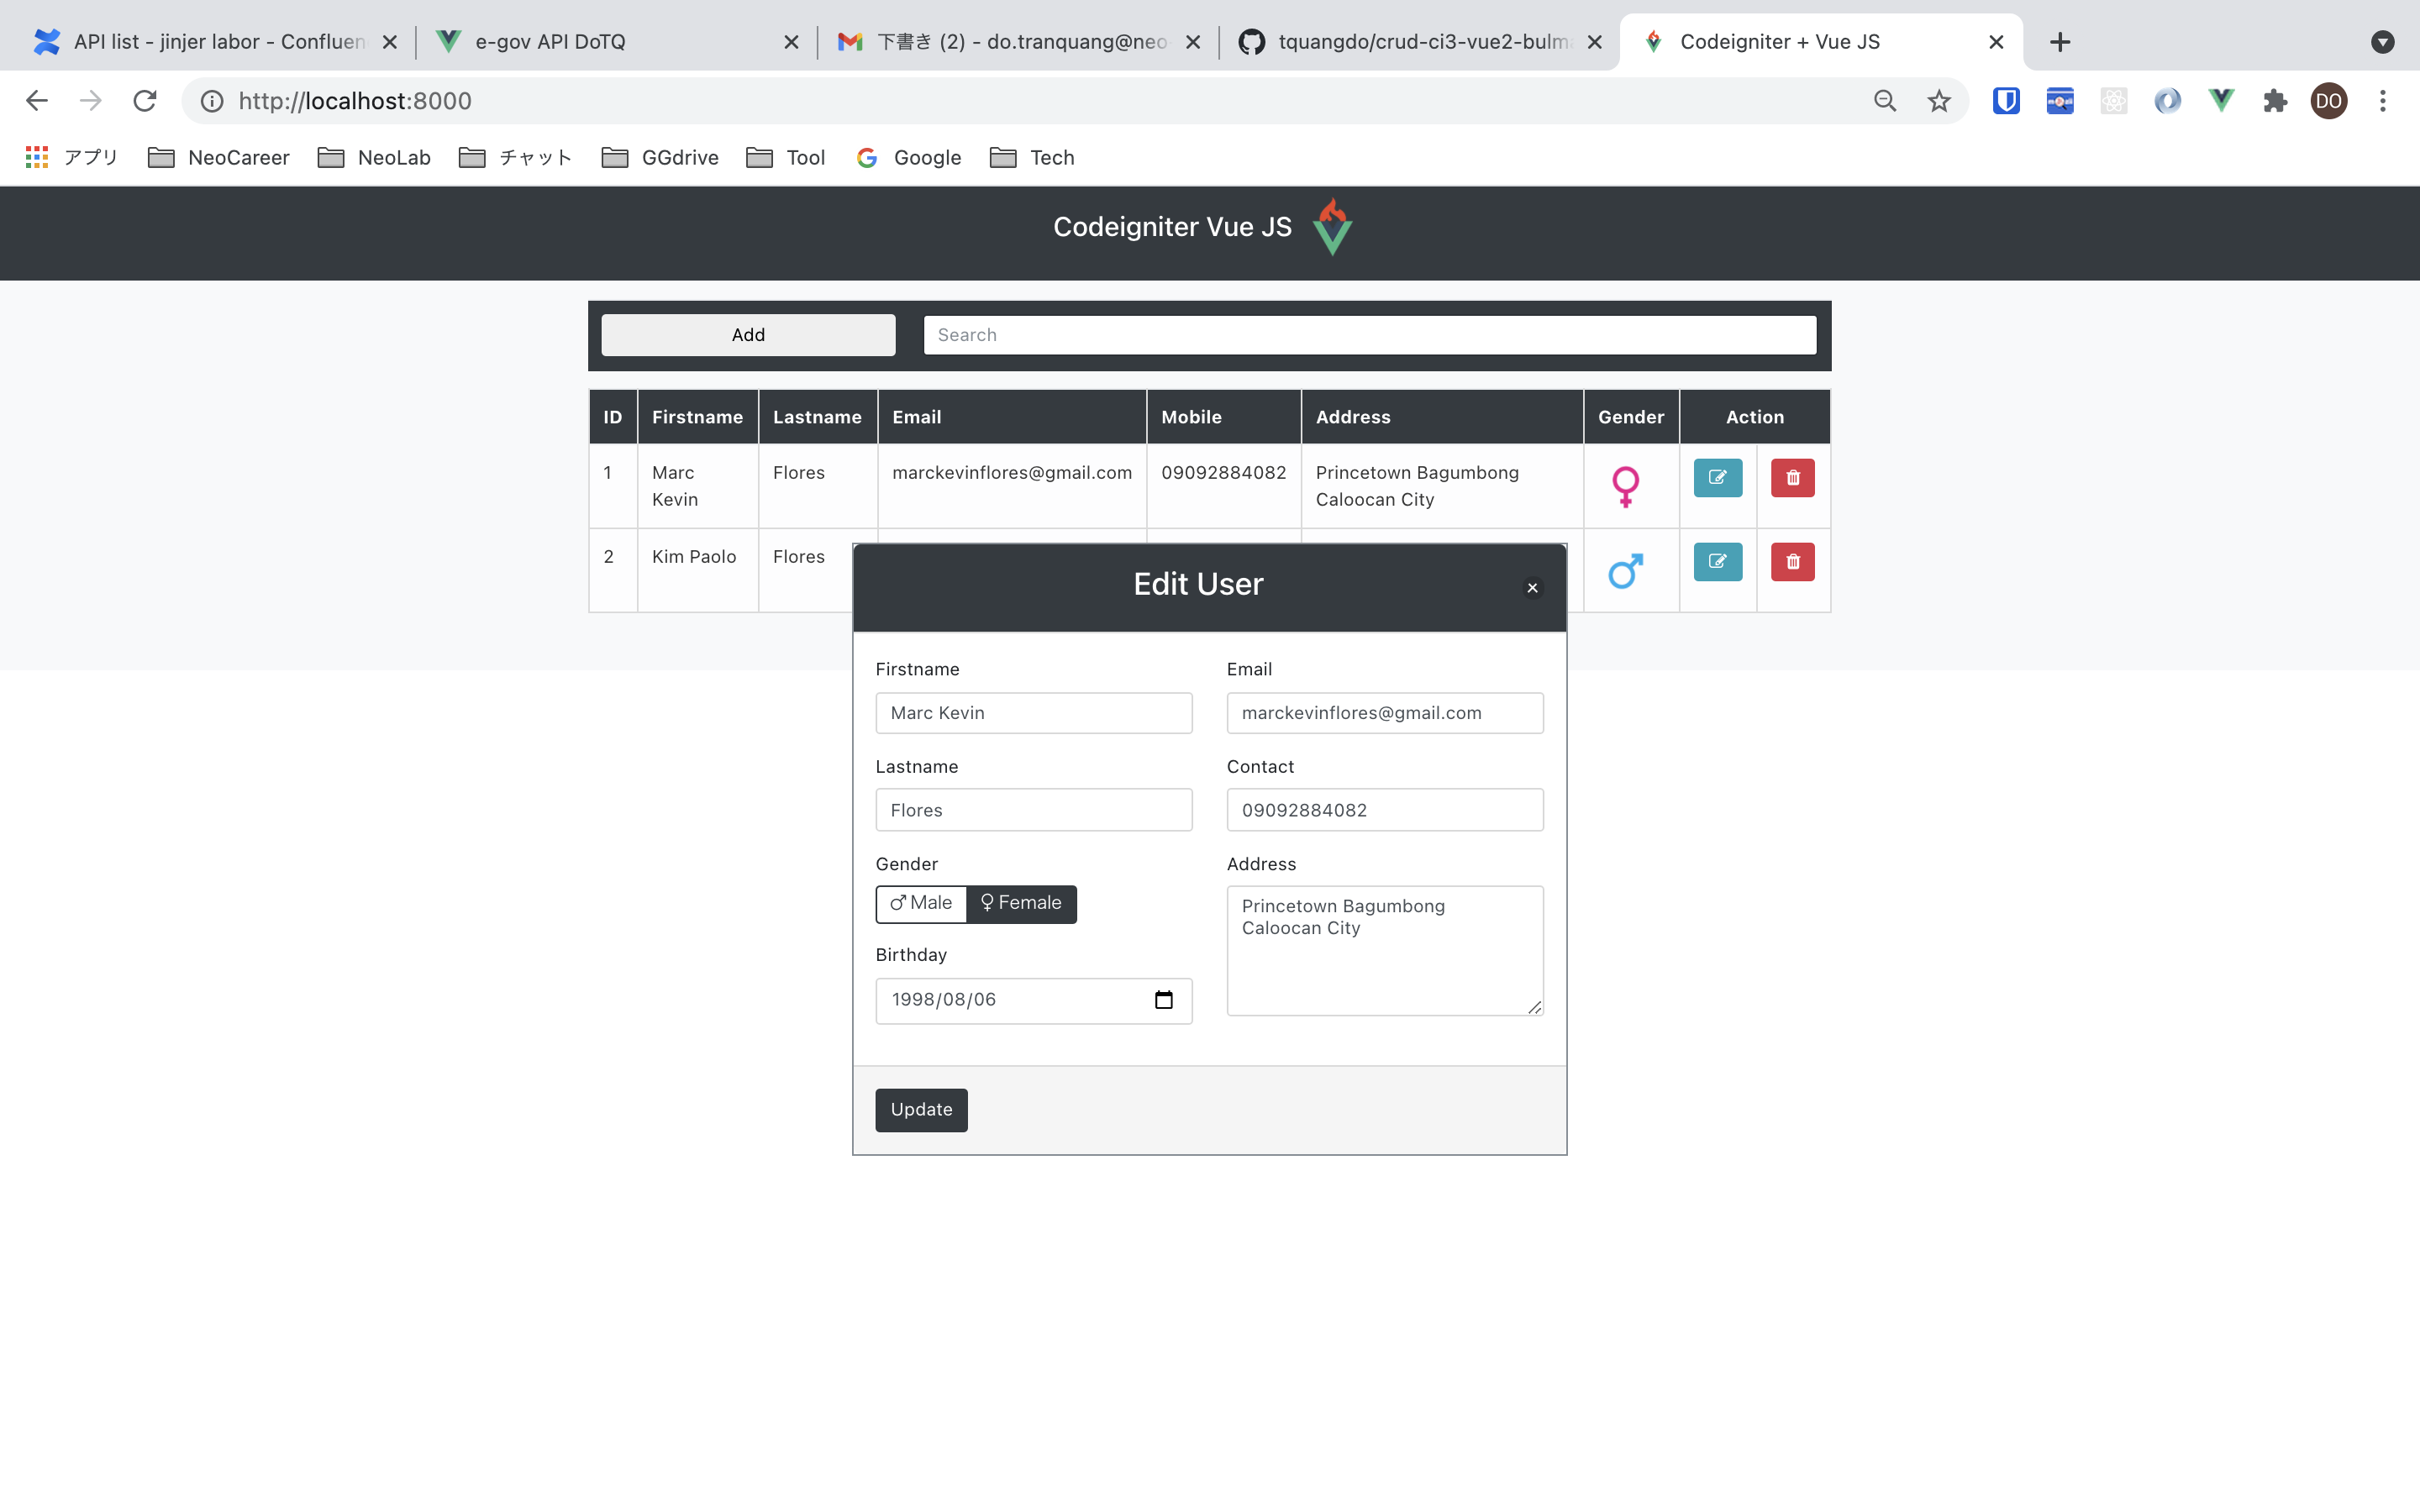 API list - jinjer labor - Confluen
e-gov API DoTQ
下書き (2) - do.tranquang@neo-
tquangdo/crud-ci3-vue2-bulma
Codeigniter + Vue JS
http://localhost:8000
DO
アプリ
NeoCareer
NeoLab
チャット
GGdrive
Tool
Google
Tech
Codeigniter Vue JS
Add
Search
ID Firstname Lastname Email Mobile Address Gender Action
1 Marc Flores marckevinflores@gmail.com 09092884082 Princetown Bagumbong
Kevin Caloocan City
2 Kim Paolo Flores
Edit User
Firstname
Marc Kevin
Email
marckevinflores@gmail.com
Lastname
Flores
Contact
09092884082
Gender
♂ Male ♀ Female
Address
Princetown Bagumbong
Caloocan City
Birthday
1998/08/06
Update